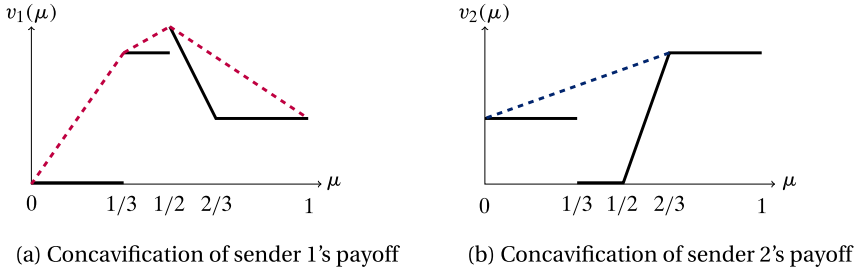 v₁(μ)
μ
0 1/3 1/2 2/3 1
(a) Concavification of sender 1's payoff
v₂(μ)
μ
0 1/3 1/2 2/3 1
(b) Concavification of sender 2's payoff